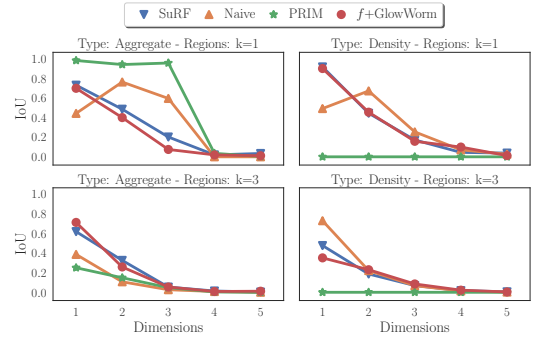 SuRF Naive PRIM f+GlowWorm
Type: Aggregate - Regions: k=1
Type: Density - Regions: k=1
IoU
1.0
0.8
0.6
0.4
0.2
0.0
Type: Aggregate - Regions: k=3
Type: Density - Regions: k=3
IoU
1.0
0.8
0.6
0.4
0.2
0.0
1 2 3 4 5
1 2 3 4 5
Dimensions
Dimensions